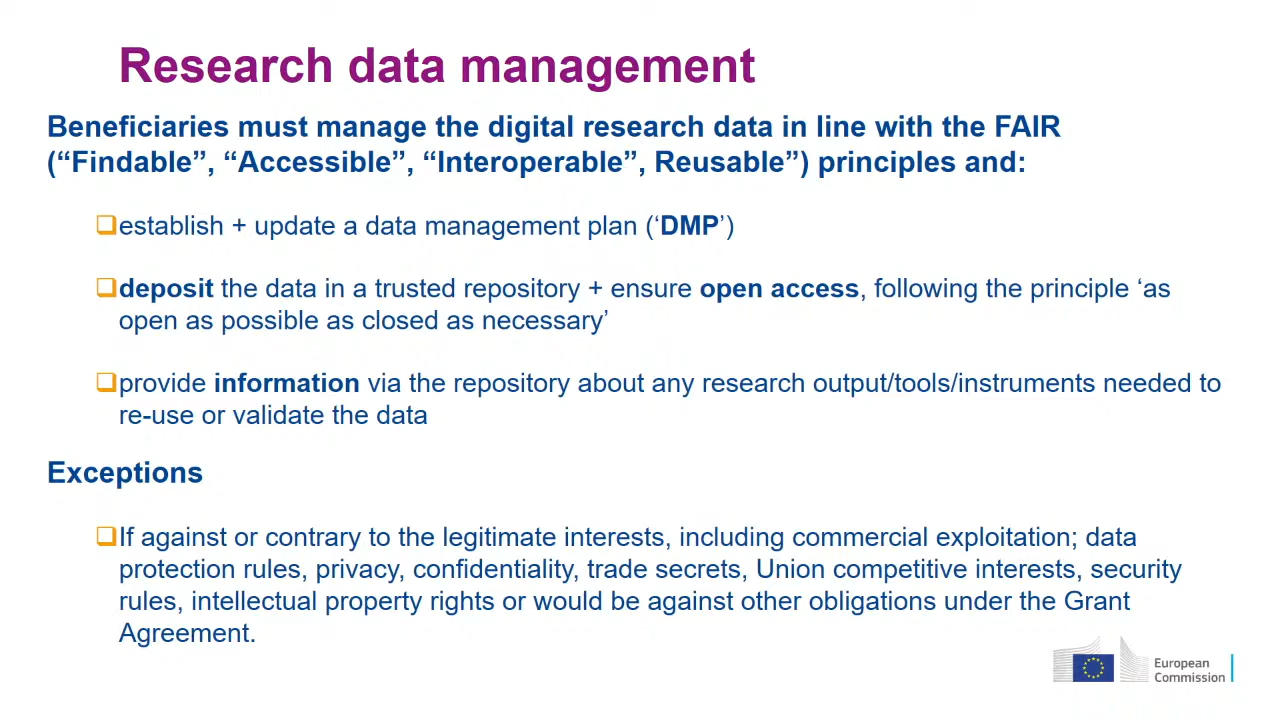 Research data management
Beneficiaries must manage the digital research data in line with the FAIR
(“Findable”, “Accessible”, “Interoperable”, Reusable”) principles and:
establish + update a data management plan (‘DMP’)
deposit the data in a trusted repository + ensure open access, following the principle ‘as
open as possible as closed as necessary’
provide information via the repository about any research output/tools/instruments needed to
re-use or validate the data
Exceptions
If against or contrary to the legitimate interests, including commercial exploitation; data
protection rules, privacy, confidentiality, trade secrets, Union competitive interests, security
rules, intellectual property rights or would be against other obligations under the Grant
Agreement.
European
Commission